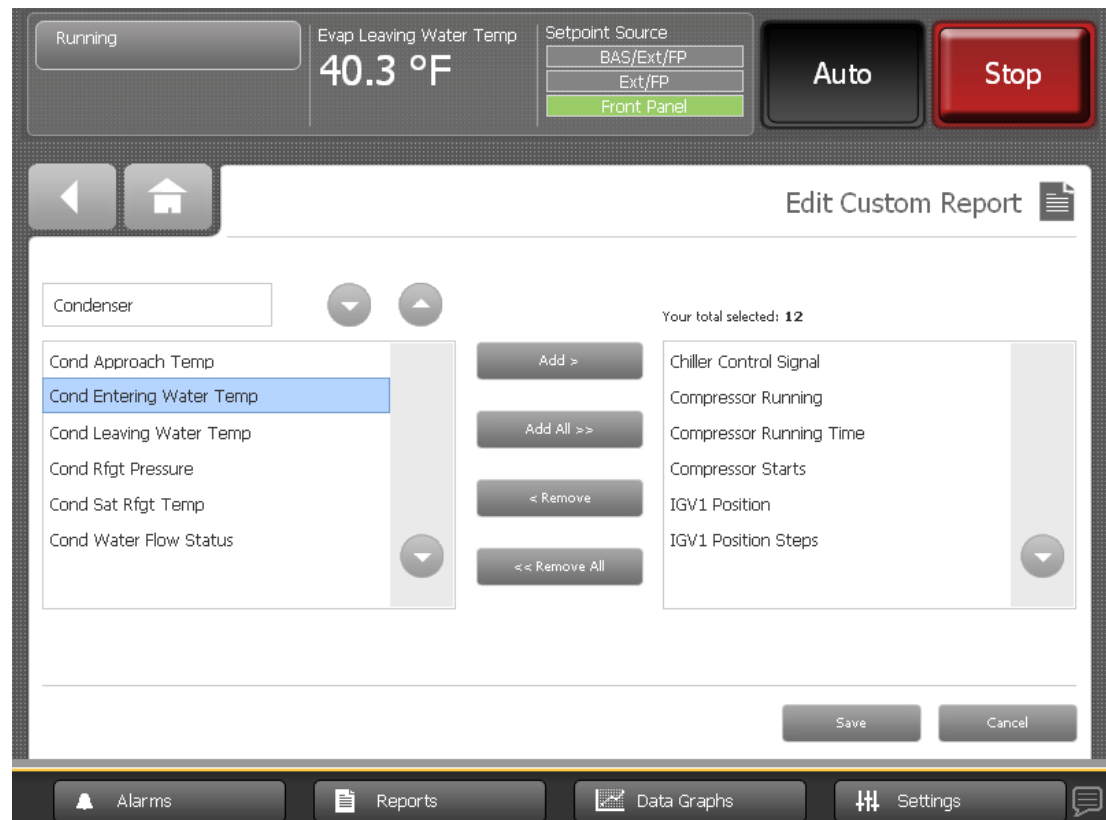 Running
Evap Leaving Water Temp
40.3 °F
Setpoint Source
BAS/Ext/FP
Ext/FP
Front Panel
Auto
Stop
Edit Custom Report
Condenser
Your total selected: 12
Cond Approach Temp
Cond Entering Water Temp
Cond Leaving Water Temp
Cond Rfgt Pressure
Cond Sat Rfgt Temp
Cond Water Flow Status
Add >
Add All >>
< Remove
<< Remove All
Chiller Control Signal
Compressor Running
Compressor Running Time
Compressor Starts
IGV1 Position
IGV1 Position Steps
Save
Cancel
Alarms
Reports
Data Graphs
Settings